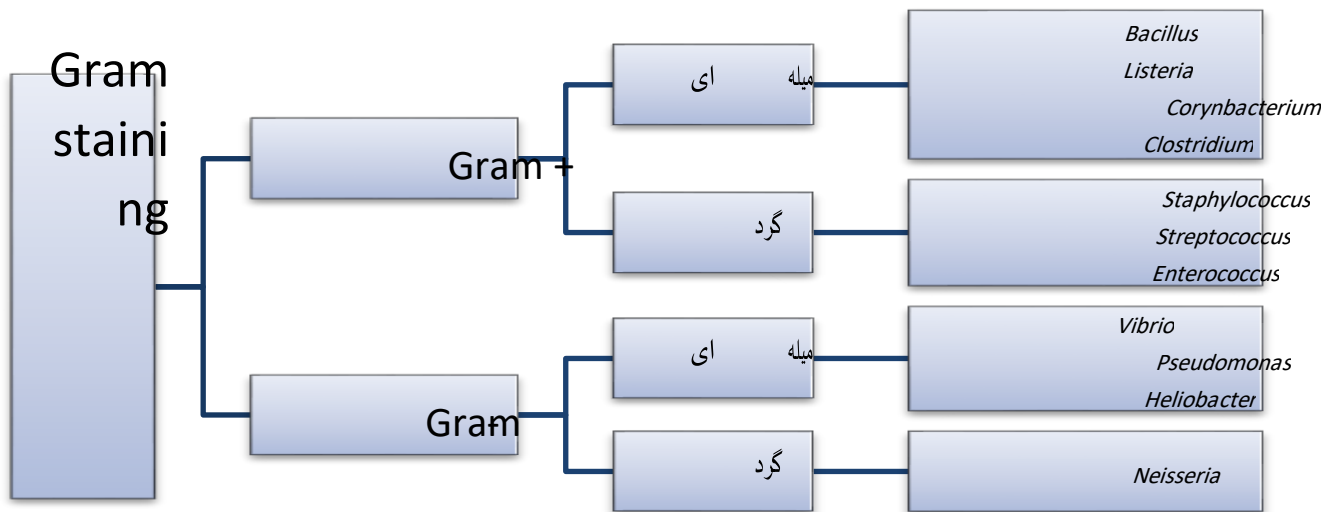 Gram
staini
ng
Gram +
میله ای
Bacillus
Listeria
Corynbacterium
Clostridium
گرد
Staphylococcus
Streptococcus
Enterococcus
Gram -
میله ای
Vibrio
Pseudomonas
Heliobacter
گرد
Neisseria